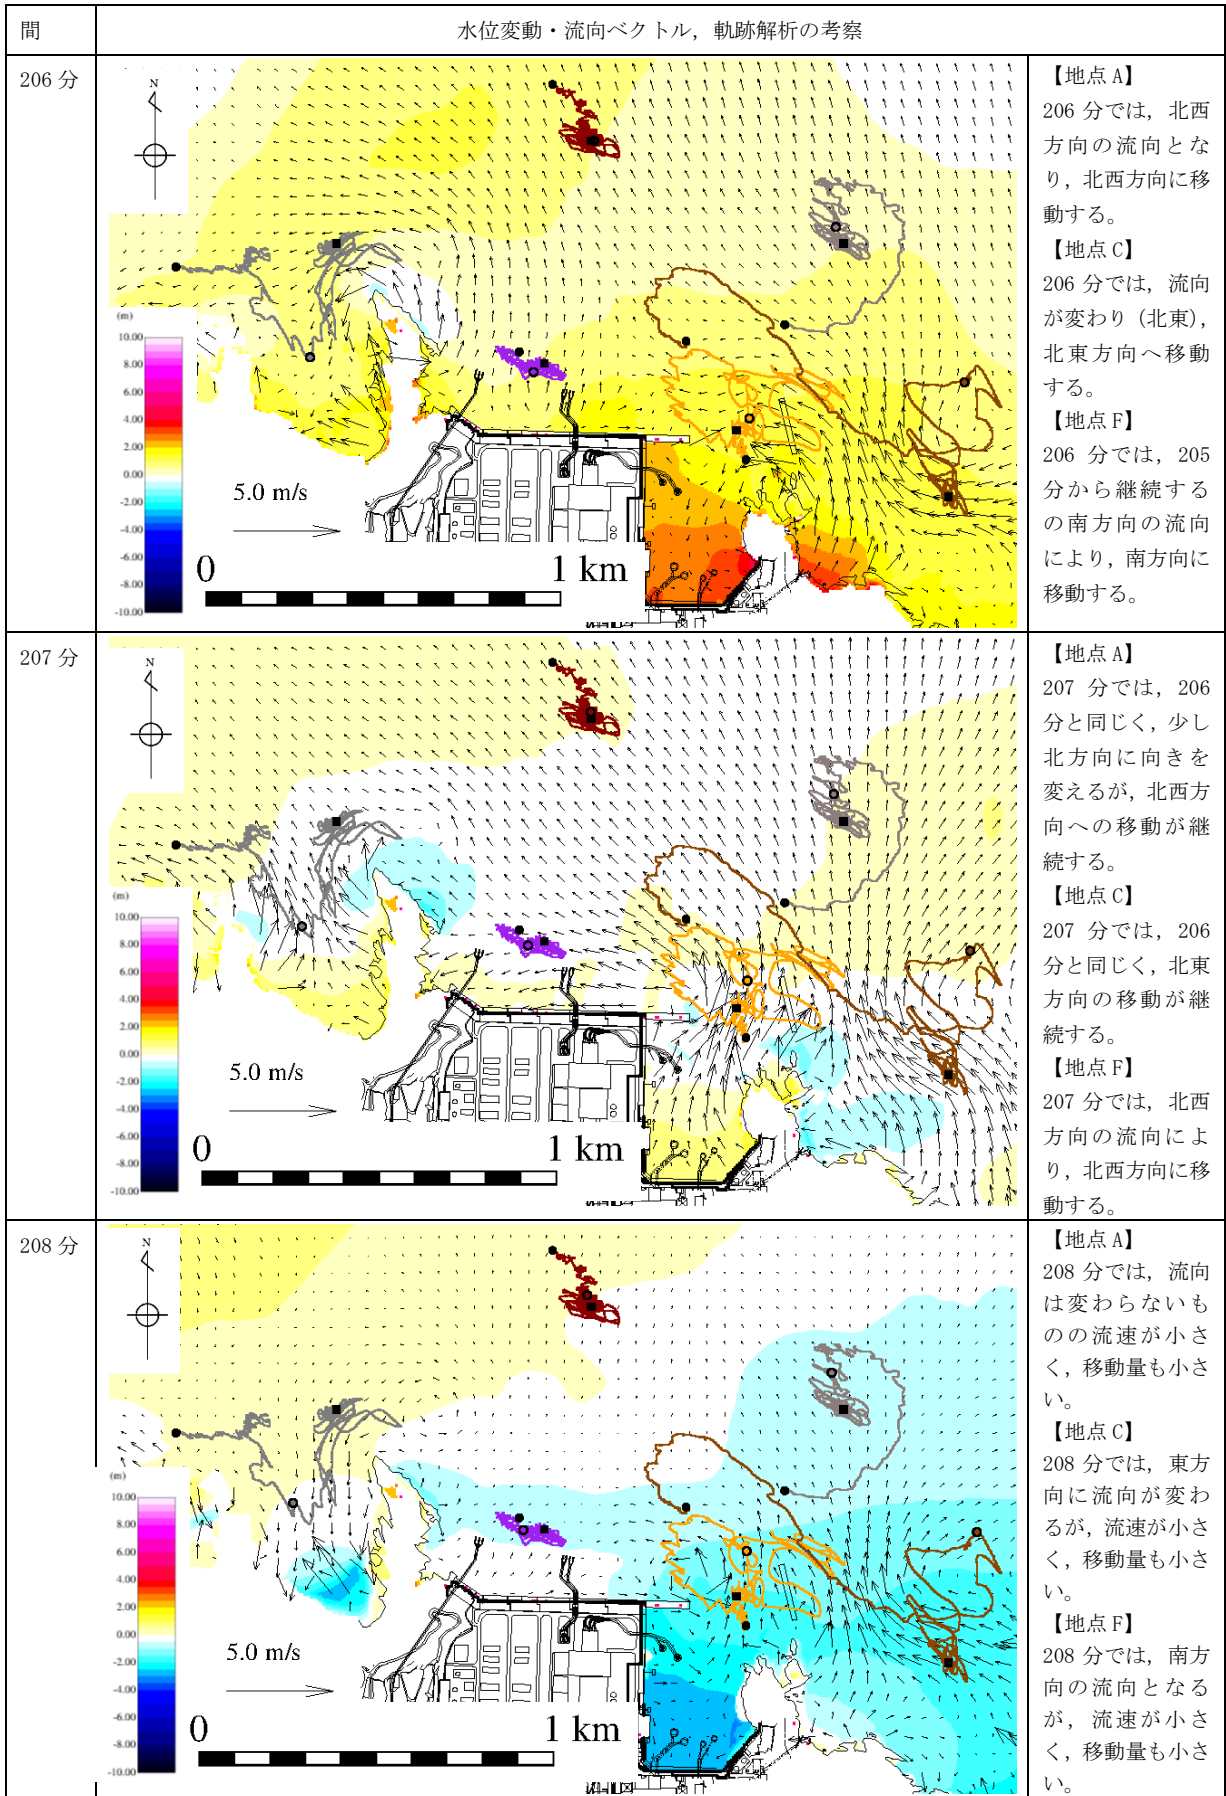 間
水位変動・流向ベクトル，軌跡解析の考察
206 分
N
(m)
10.00
8.00
6.00
4.00
2.00
0.00
-2.00
-4.00
-6.00
-8.00
-10.00
5.0 m/s
0
1 km
【地点 A】
206 分では，北西
方向の流向とな
り，北西方向に移
動する。
【地点 C】
206 分では，流向
が変わり（北東），
北東方向へ移動
する。
【地点 F】
206 分では，205
分から継続する
の南方向の流向
により，南方向に
移動する。
207 分
N
(m)
10.00
8.00
6.00
4.00
2.00
0.00
-2.00
-4.00
-6.00
-8.00
-10.00
5.0 m/s
0
1 km
【地点 A】
207 分では，206
分と同じく，少し
北方向に向きを
変えるが，北西方
向への移動が継
続する。
【地点 C】
207 分では，206
分と同じく，北東
方向の移動が継
続する。
【地点 F】
207 分では，北西
方向の流向によ
り，北西方向に移
動する。
208 分
N
(m)
10.00
8.00
6.00
4.00
2.00
0.00
-2.00
-4.00
-6.00
-8.00
-10.00
5.0 m/s
0
1 km
【地点 A】
208 分では，流向
は変わらないも
のの流速が小さ
く，移動量も小さ
い。
【地点 C】
208 分では，東方
向に流向が変わ
るが，流速が小さ
く，移動量も小さ
い。
【地点 F】
208 分では，南方
向の流向となる
が，流速が小さ
く，移動量も小さ
い。